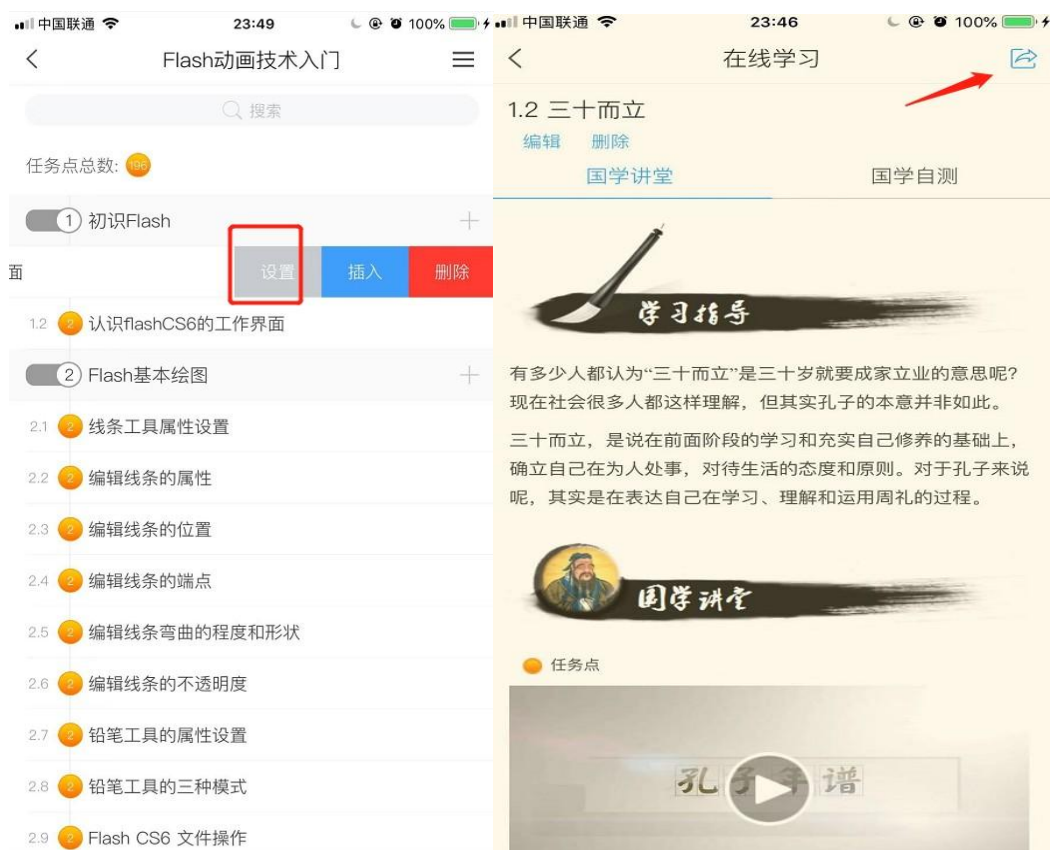 中国联通
23:49
100%
Flash动画技术入门
搜索
任务点总数: 196
1 初识Flash
面
设置
插入
删除
1.2 2 认识flashCS6的工作界面
2 Flash基本绘图
2.1 2 线条工具属性设置
2.2 2 编辑线条的属性
2.3 2 编辑线条的位置
2.4 2 编辑线条的端点
2.5 2 编辑线条弯曲的程度和形状
2.6 2 编辑线条的不透明度
2.7 2 铅笔工具的属性设置
2.8 2 铅笔工具的三种模式
2.9 2 Flash CS6 文件操作
中国联通
23:46
100%
在线学习
1.2 三十而立
编辑 删除
国学讲堂
国学自测
学习指导
有多少人都认为“三十而立”是三十岁就要成家立业的意思呢?
现在社会很多人都这样理解，但其实孔子的本意并非如此。
三十而立，是说在前面阶段的学习和充实自己修养的基础上，
确立自己在为人处事，对待生活的态度和原则。对于孔子来说
呢，其实是在表达自己在学习、理解和运用周礼的过程。
国学讲堂
任务点
孔子年谱